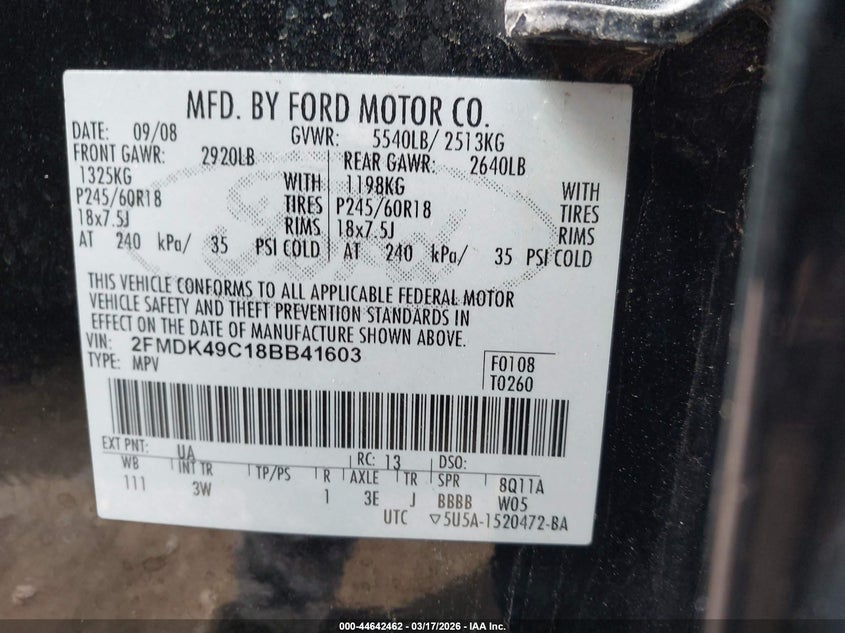 MFD. BY FORD MOTOR CO.
DATE: 09/08 GVWR: 5540LB/ 2513KG
FRONT GAWR: 2920LB REAR GAWR: 2640LB
1325KG WITH 1198KG WITH
P245/60R18 TIRES P245/60R18 TIRES
18x7.5J RIMS 18x7.5J RIMS
AT 240 kPa/ 35 PSI COLD AT 240 kPa/ 35 PSI COLD
Ford
THIS VEHICLE CONFORMS TO ALL APPLICABLE FEDERAL MOTOR
VEHICLE SAFETY AND THEFT PREVENTION STANDARDS IN
EFFECT ON THE DATE OF MANUFACTURE SHOWN ABOVE.
VIN: 2FMDK49C18BB41603 F0108
TYPE: MPV T0260
EXT PNT: UA RC: 13 DSO:
WB INT TR TP/PS R AXLE TR SPR 8Q11A
111 3W 1 3E J BBBB W05
UTC ▽5U5A-1520472-BA
000-44642462 - 03/17/2026 - IAA Inc.